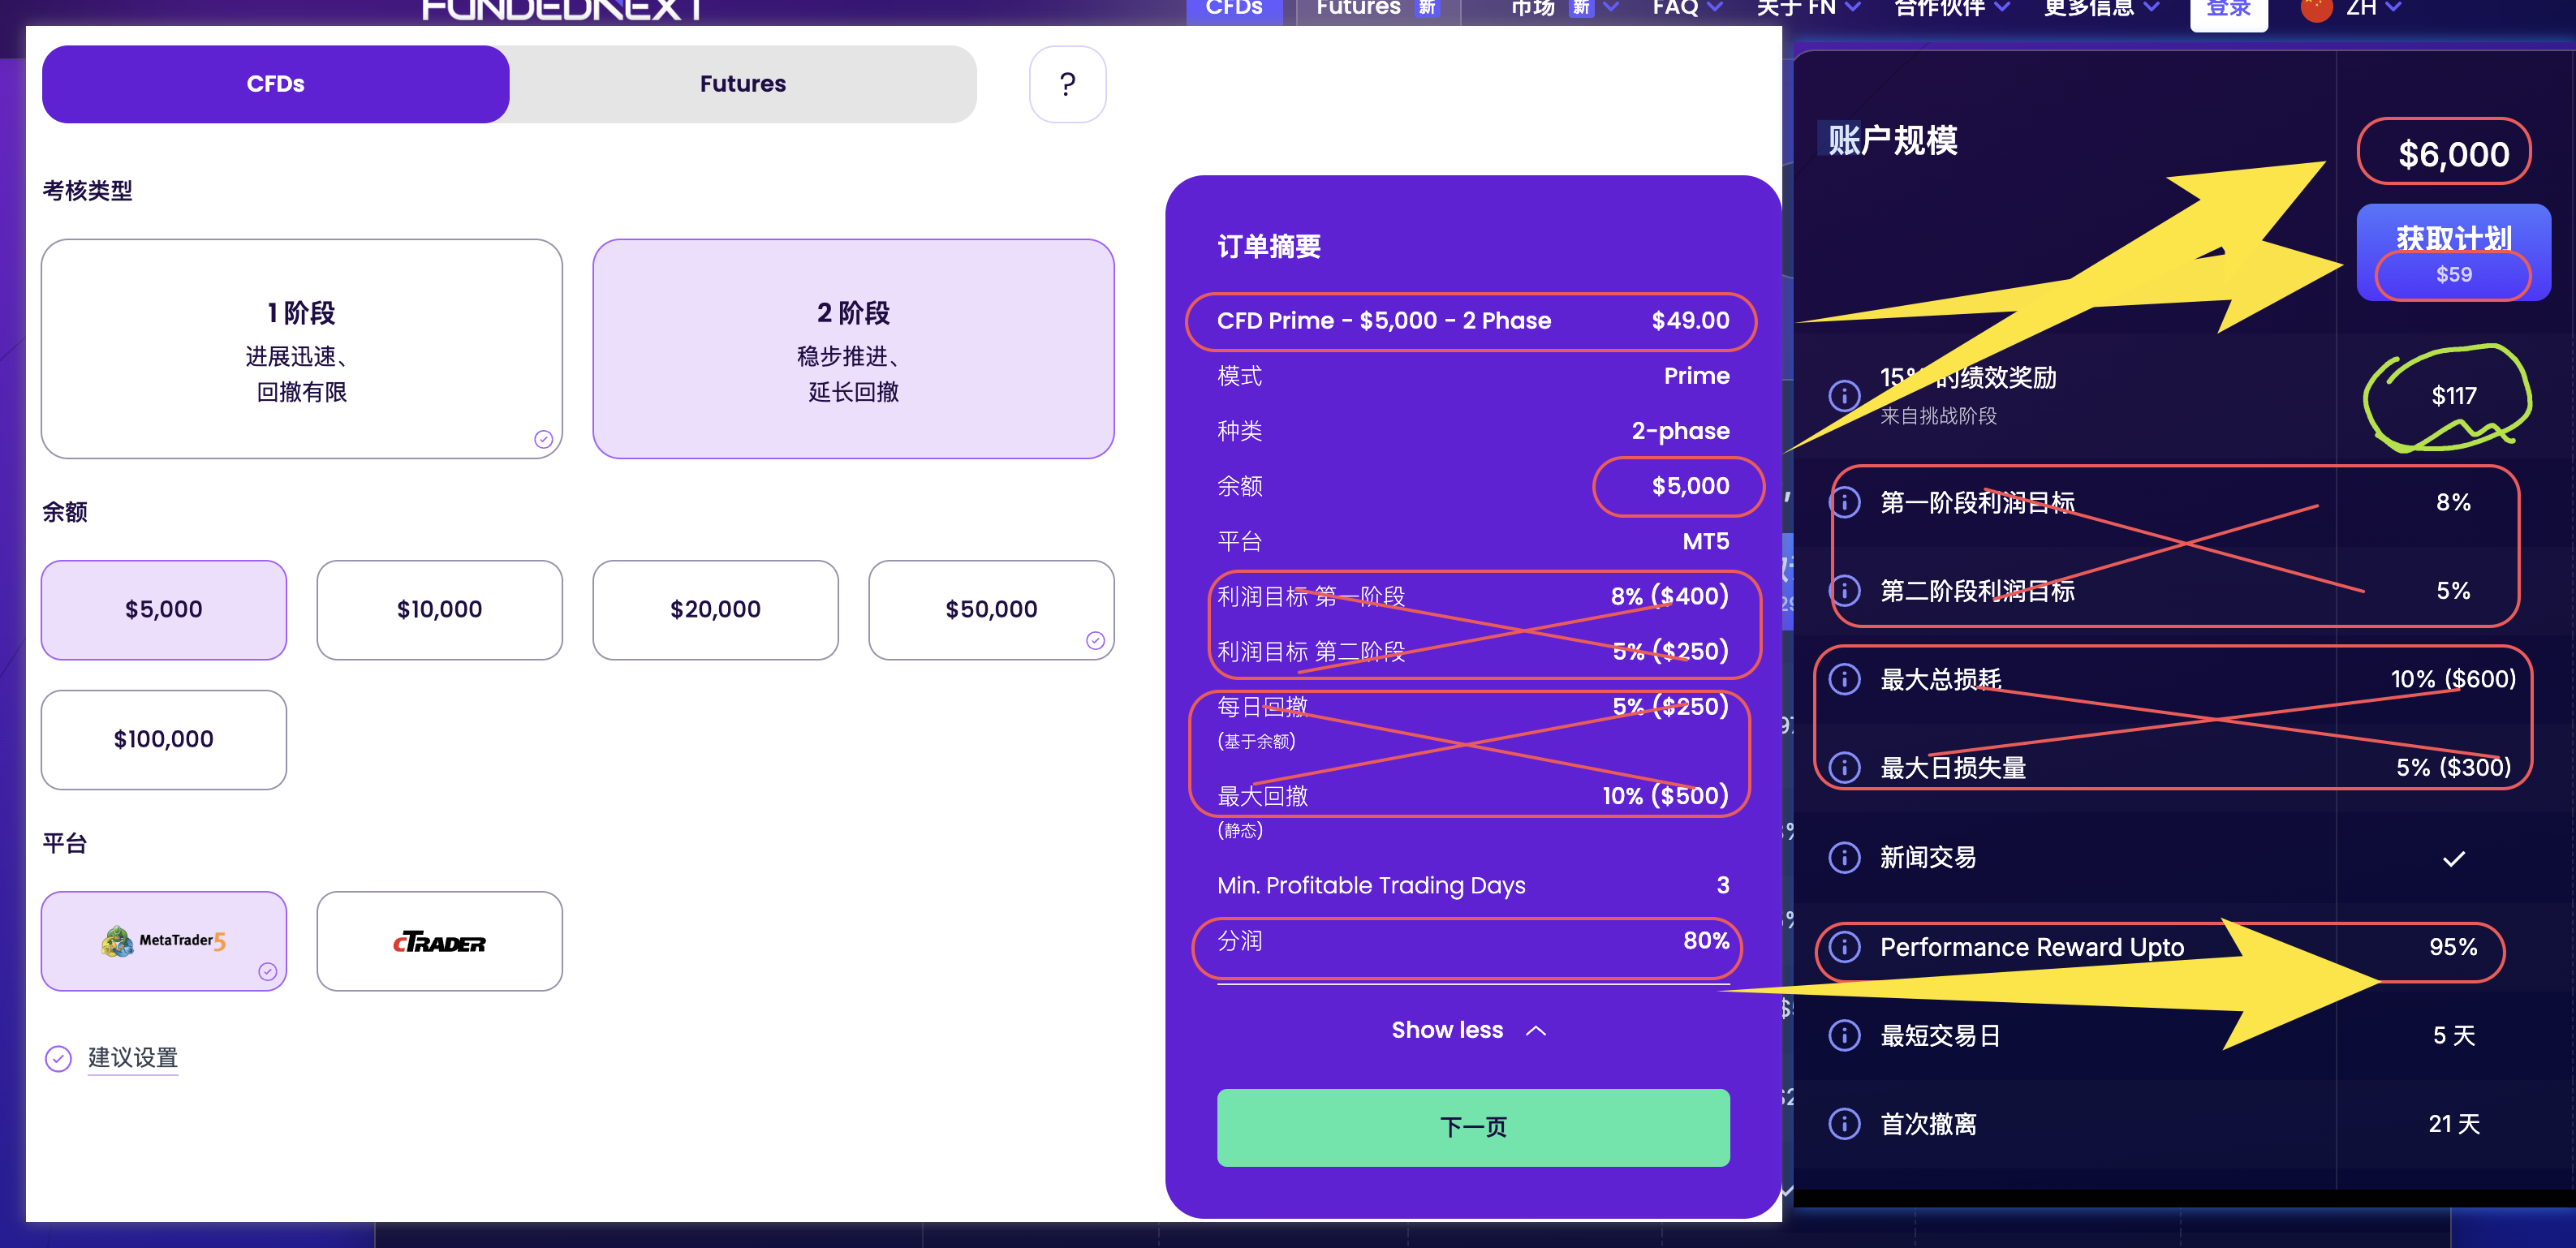 FUNDEDNEXT
CFDs
Futures 新
市场 新
FAQ
关于 FN
合作伙伴
更多信息
登录
ZH
CFDs
Futures
?
考核类型
1 阶段
进展迅速、
回撤有限
2 阶段
稳步推进、
延长回撤
余额
$5,000
$10,000
$20,000
$50,000
$100,000
平台
MetaTrader 5
cTRADER
建议设置
订单摘要
CFD Prime - $5,000 - 2 Phase $49.00
模式 Prime
种类 2-phase
余额 $5,000
平台 MT5
利润目标 第一阶段 8% ($400)
利润目标 第二阶段 5% ($250)
每日回撤 5% ($250)
(基于余额)
最大回撤 10% ($500)
(静态)
Min. Profitable Trading Days 3
分润 80%
Show less
下一页
账户规模
$6,000
获取计划
$59
15% 的绩效奖励 $117
来自挑战阶段
第一阶段利润目标 8%
第二阶段利润目标 5%
最大总损耗 10% ($600)
最大日损失量 5% ($300)
新闻交易
Performance Reward Upto 95%
最短交易日 5 天
首次撤离 21 天